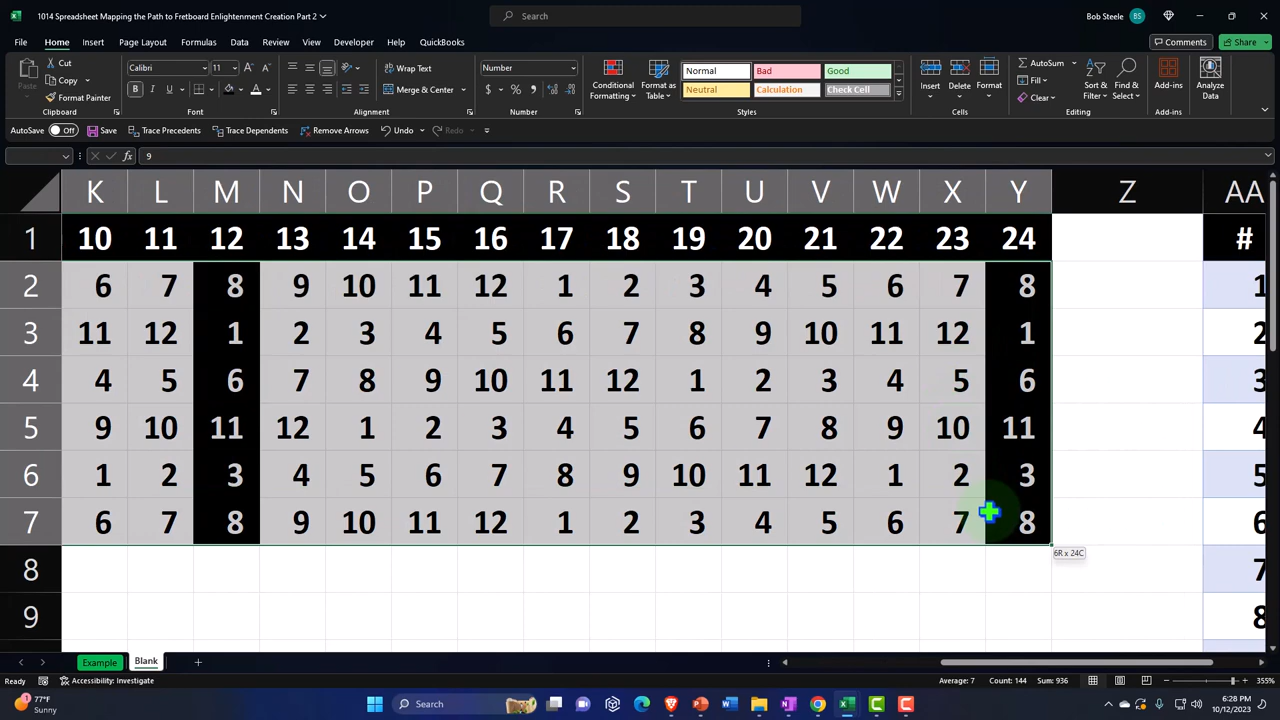 1014 Spreadsheet Mapping the Path to Fretboard Enlightenment Creation Part 2
Search
Bob Steele BS
File Home Insert Page Layout Formulas Data Review View Developer Help QuickBooks Comments Share
Paste Cut Copy Format Painter
Clipboard
Calibri 11
Font
Wrap Text
Merge & Center
Alignment
Number
Number
Conditional Formatting Format as Table
Normal Bad Good
Neutral Calculation Check Cell
Styles
Insert Delete Format
Cells
AutoSum
Fill
Clear
Sort & Filter Find & Select
Editing
Add-ins
Add-ins
Analyze Data
AutoSave Off Save Trace Precedents Trace Dependents Remove Arrows Undo Redo
fx 9
K L M N O P Q R S T U V W X Y Z AA
1 10 11 12 13 14 15 16 17 18 19 20 21 22 23 24 #
2 6 7 8 9 10 11 12 1 2 3 4 5 6 7 8 1
3 11 12 1 2 3 4 5 6 7 8 9 10 11 12 1 2
4 4 5 6 7 8 9 10 11 12 1 2 3 4 5 6 3
5 9 10 11 12 1 2 3 4 5 6 7 8 9 10 11 4
6 1 2 3 4 5 6 7 8 9 10 11 12 1 2 3 5
7 6 7 8 9 10 11 12 1 2 3 4 5 6 7 8 6
6R x 24C
8 7
9 8
Example Blank
Ready Accessibility: Investigate Average: 7 Count: 144 Sum: 936 355%
77°F
Sunny
Search
6:28 PM
10/12/2023